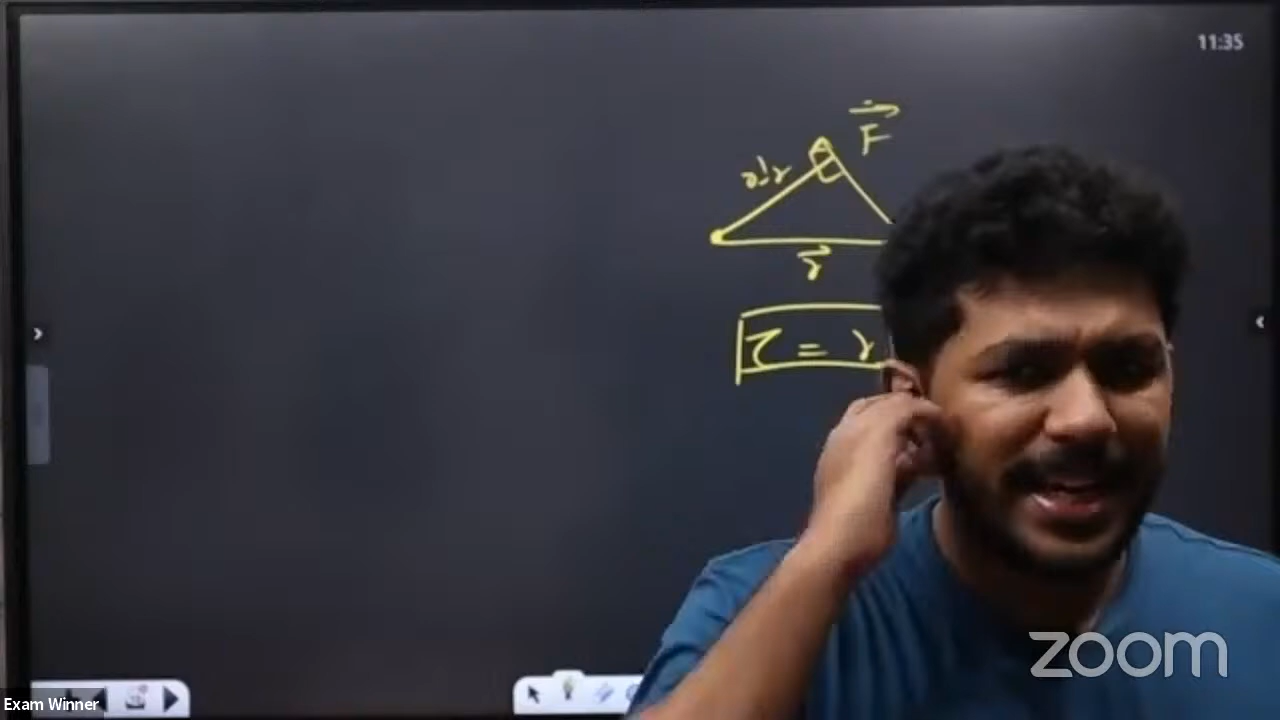 11:35
F
r
τ = r
Exam Winner
zoom